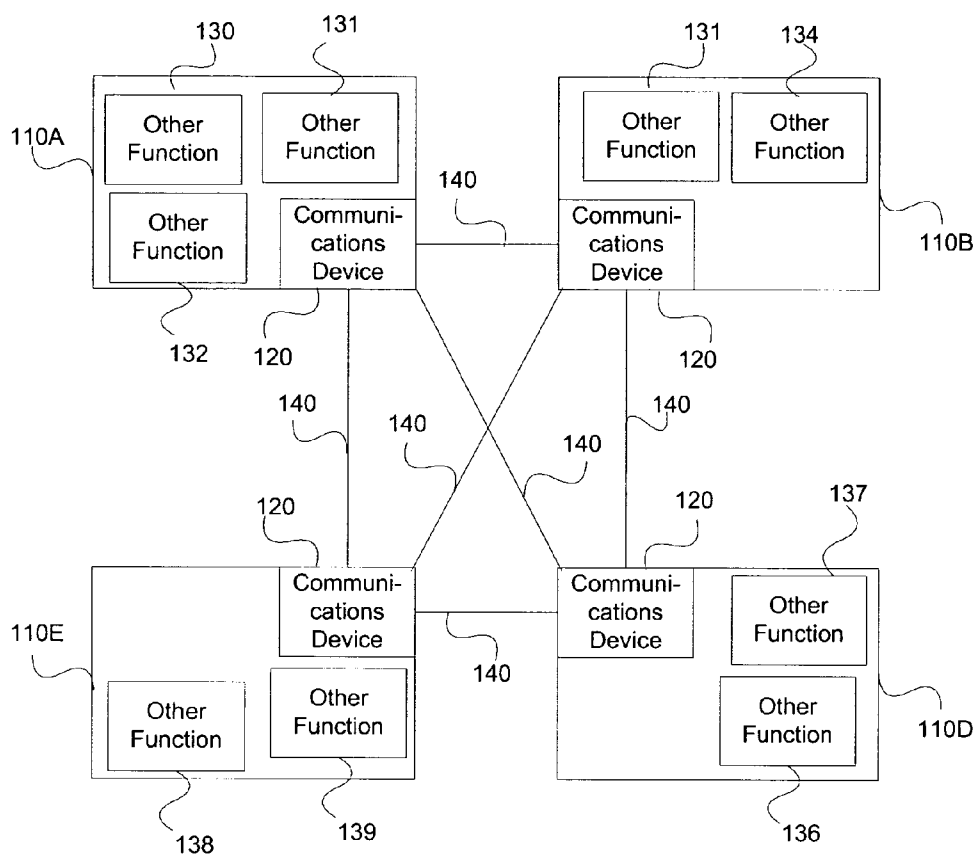 130
131
131
134
110A
Other
Function
Other
Function
Other
Function
Other
Function
140
110B
Other
Function
Communi-
cations
Device
Communi-
cations
Device
132
120
120
140
140
140
140
120
120
137
110E
Communi-
cations
Device
Communi-
cations
Device
Other
Function
140
110D
Other
Function
Other
Function
Other
Function
138
139
136